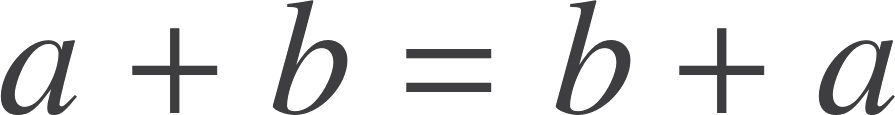 a + b = b + a